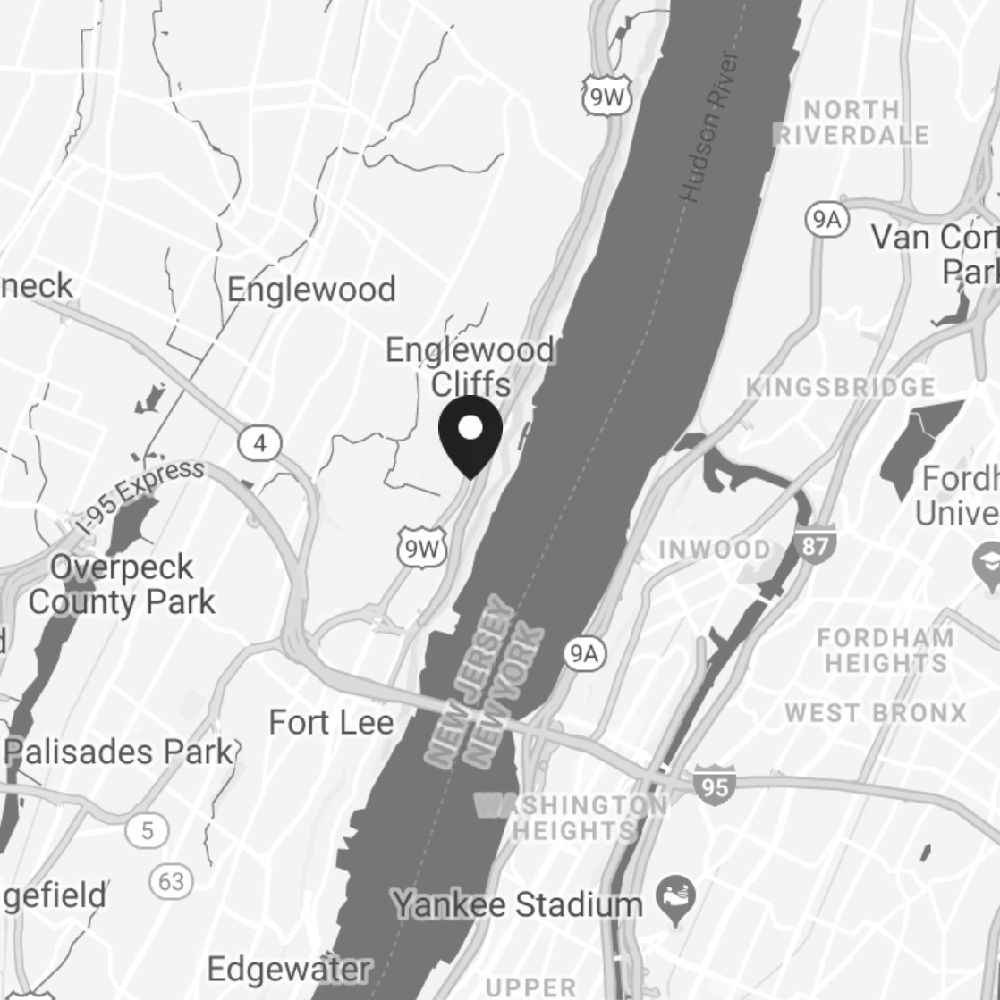 9W
Hudson River
NORTH
RIVERDALE
9A
Van Cort
Park
neck
Englewood
Englewood
Cliffs
KINGSBRIDGE
4
I-95 Express
Fordh
Unive
9W
INWOOD
87
Overpeck
County Park
NEW JERSEY
NEW YORK
9A
FORDHAM
HEIGHTS
WEST BRONX
Fort Lee
Palisades Park
95
WASHINGTON
HEIGHTS
5
63
gefield
Yankee Stadium
Edgewater
UPPER